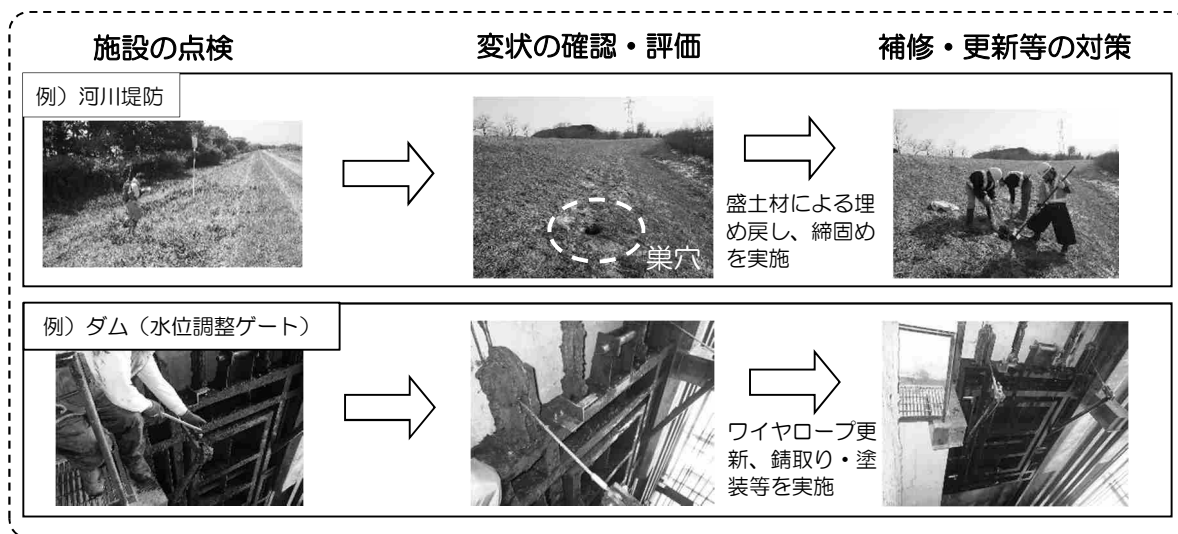 施設の点検
変状の確認・評価
補修・更新等の対策
例）河川堤防
巣穴
盛土材による埋
め戻し、締固め
を実施
例）ダム（水位調整ゲート）
ワイヤロープ更
新、錆取り・塗
装等を実施